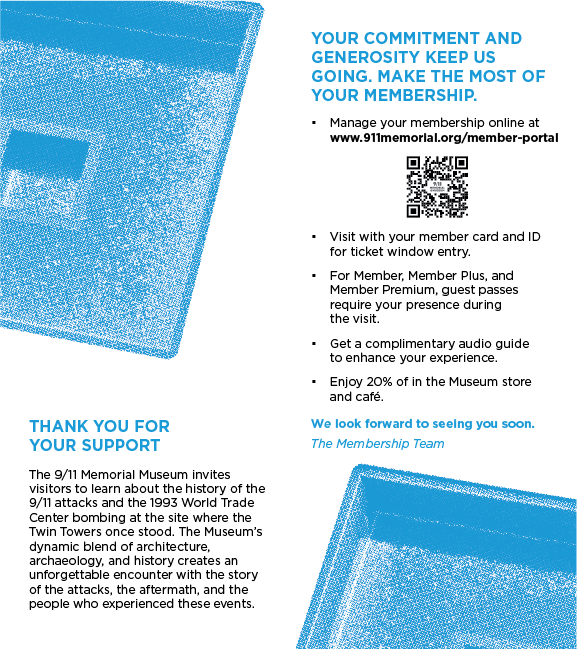 YOUR COMMITMENT AND
GENEROSITY KEEP US
GOING. MAKE THE MOST OF
YOUR MEMBERSHIP.
• Manage your membership online at
www.911memorial.org/member-portal
9/11
• Visit with your member card and ID
for ticket window entry.
• For Member, Member Plus, and
Member Premium, guest passes
require your presence during
the visit.
• Get a complimentary audio guide
to enhance your experience.
• Enjoy 20% of in the Museum store
and café.
We look forward to seeing you soon.
The Membership Team
THANK YOU FOR
YOUR SUPPORT
The 9/11 Memorial Museum invites
visitors to learn about the history of the
9/11 attacks and the 1993 World Trade
Center bombing at the site where the
Twin Towers once stood. The Museum's
dynamic blend of architecture,
archaeology, and history creates an
unforgettable encounter with the story
of the attacks, the aftermath, and the
people who experienced these events.